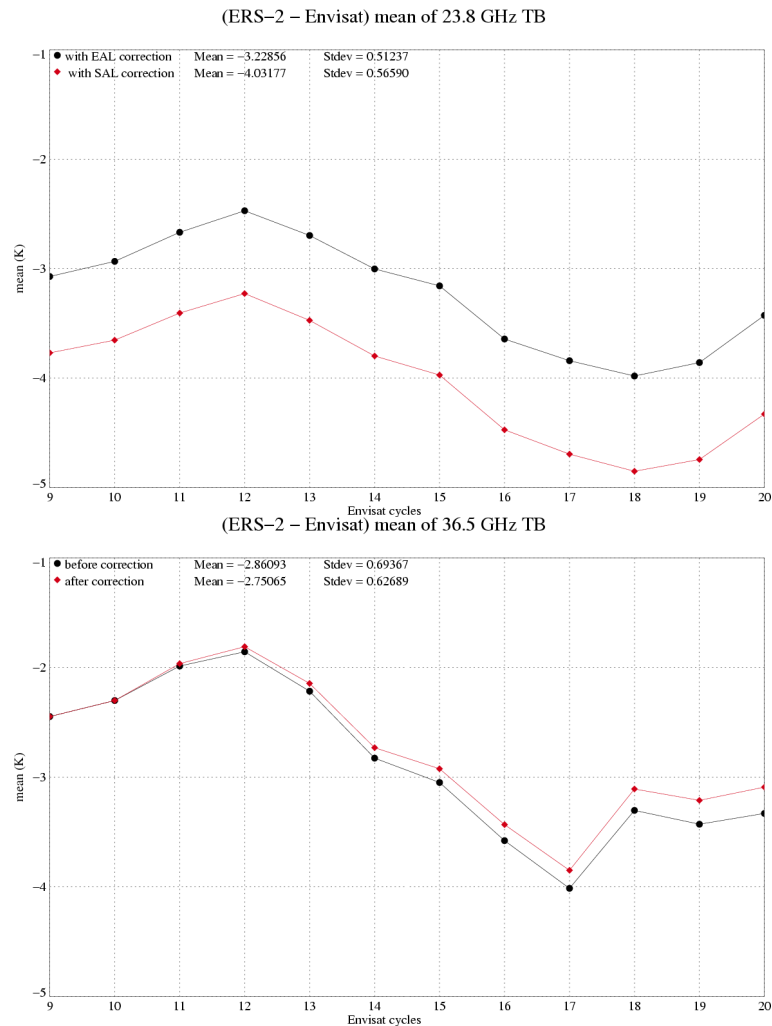 (ERS−2 − Envisat) mean of 23.8 GHz TB
−1
with EAL correction Mean = −3.22856 Stdev = 0.51237
with SAL correction Mean = −4.03177 Stdev = 0.56590
−2
mean (K)
−3
−4
−5
9 10 11 12 13 14 15 16 17 18 19 20
Envisat cycles
(ERS−2 − Envisat) mean of 36.5 GHz TB
−1
before correction Mean = −2.86093 Stdev = 0.69367
after correction Mean = −2.75065 Stdev = 0.62689
−2
mean (K)
−3
−4
−5
9 10 11 12 13 14 15 16 17 18 19 20
Envisat cycles